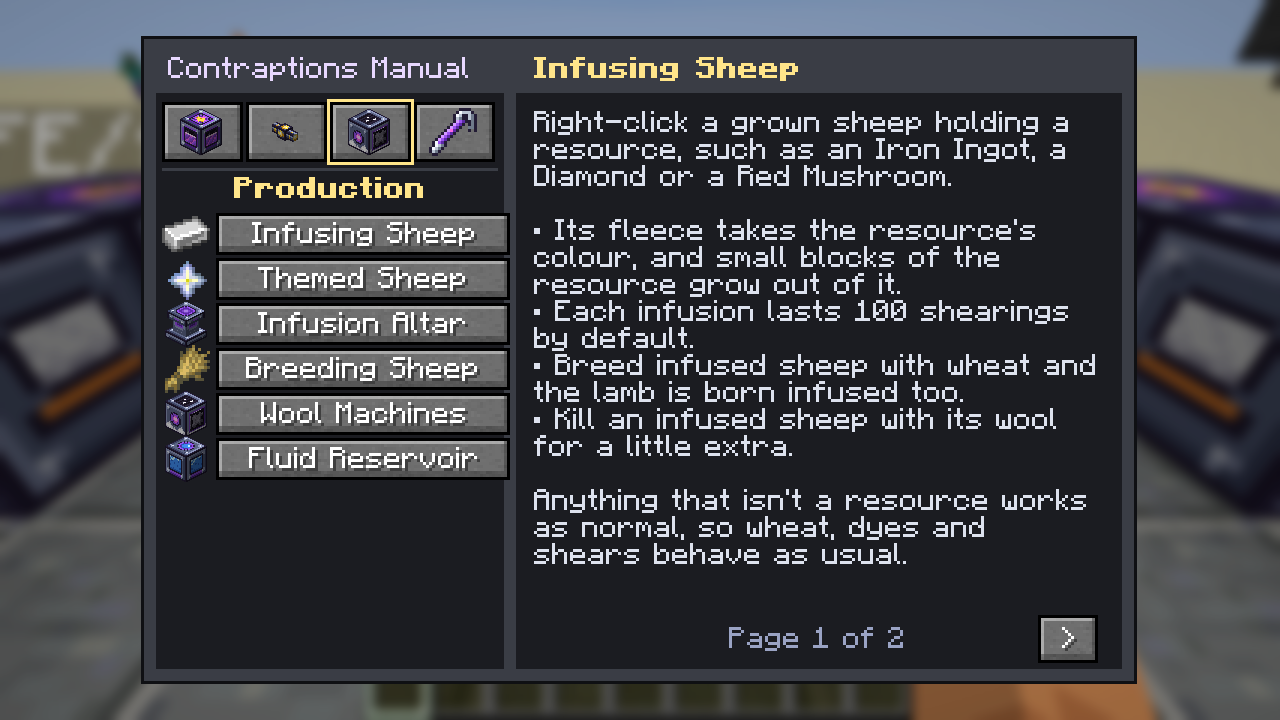 Contraptions Manual
Production
Infusing Sheep
Themed Sheep
Infusion Altar
Breeding Sheep
Wool Machines
Fluid Reservoir
Infusing Sheep
Right-click a grown sheep holding a
resource, such as an Iron Ingot, a
Diamond or a Red Mushroom.
▪ Its fleece takes the resource's
colour, and small blocks of the
resource grow out of it.
▪ Each infusion lasts 100 shearings
by default.
▪ Breed infused sheep with wheat and
the lamb is born infused too.
▪ Kill an infused sheep with its wool
for a little extra.
Anything that isn't a resource works
as normal, so wheat, dyes and
shears behave as usual.
Page 1 of 2
>